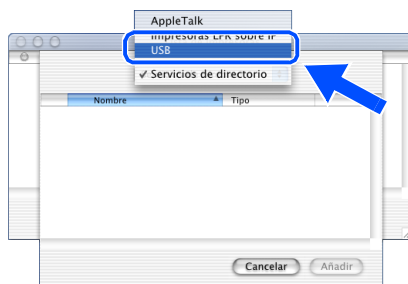 AppleTalk
Impresoras LPR sobre IP
USB
✓ Servicios de directorio
Nombre Tipo
Cancelar Añadir